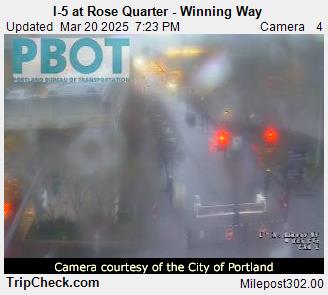 I-5 at Rose Quarter - Winning Way
Updated Mar 20 2025 7:23 PM Camera 4
PBOT
PORTLAND BUREAU OF TRANSPORTATION
Camera courtesy of the City of Portland
TripCheck.com Milepost302.00